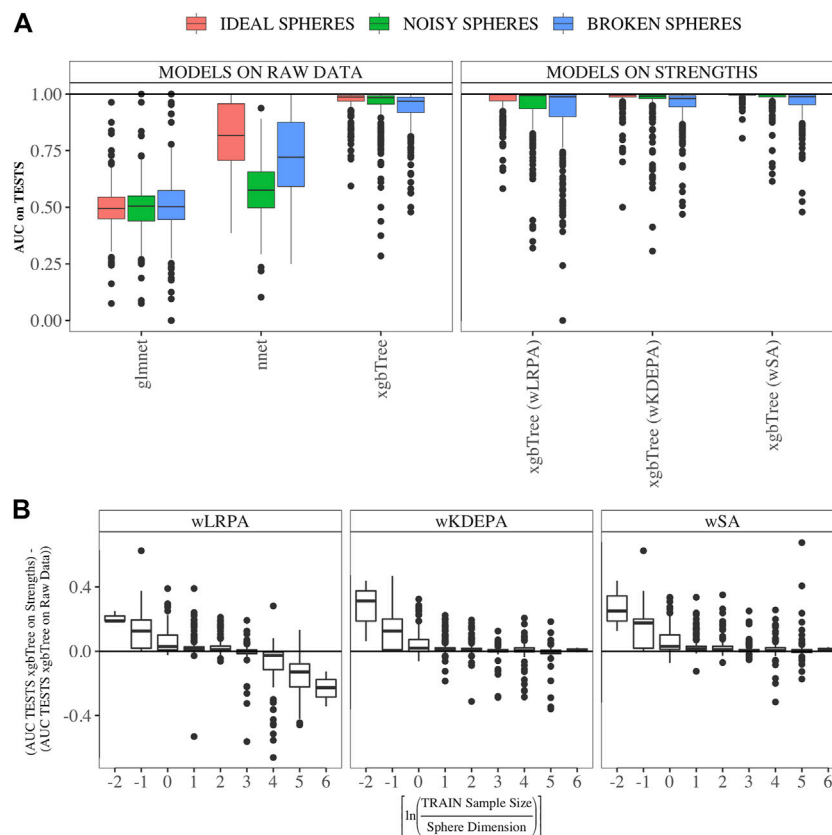 A
IDEAL SPHERES NOISY SPHERES BROKEN SPHERES
MODELS ON RAW DATA MODELS ON STRENGTHS
AUC on TESTS
1.00
0.75
0.50
0.25
0.00
glmnet
nnet
xgbTree
xgbTree (wLRPA)
xgbTree (wKDEPA)
xgbTree (wSA)
B
wLRPA wKDEPA wSA
(AUC TESTS xgbTree on Strengths) -
(AUC TESTS xgbTree on Raw Data))
0.4
0.0
-0.4
-2 -1 0 1 2 3 4 5 6 -2 -1 0 1 2 3 4 5 6 -2 -1 0 1 2 3 4 5 6
[ln(TRAIN Sample Size
Sphere Dimension)]